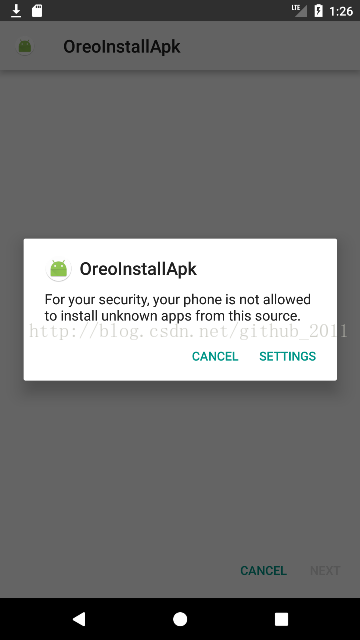 LTE 1:26
OreoInstallApk
OreoInstallApk
For your security, your phone is not allowed
to install unknown apps from this source.
http://blog.csdn.net/github_2011
CANCEL SETTINGS
CANCEL NEXT